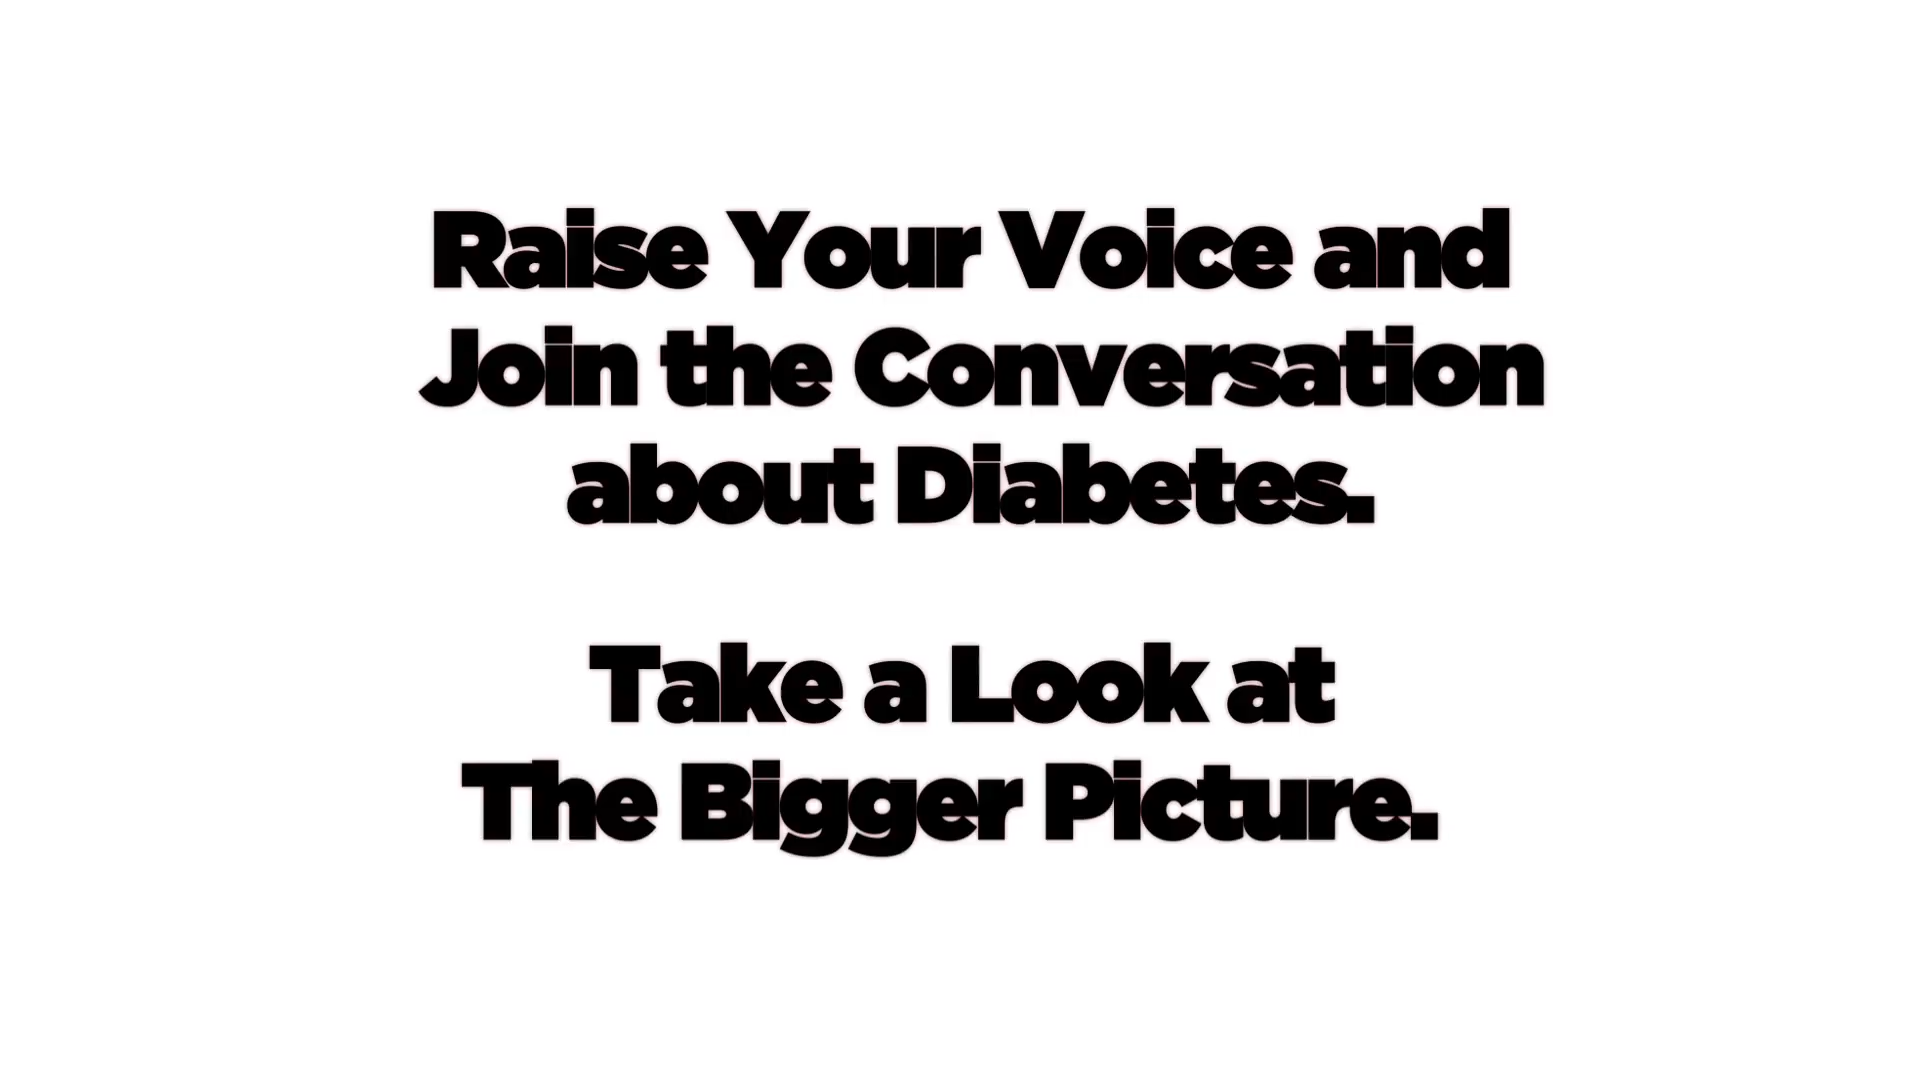 Raise Your Voice and
Join the Conversation
about Diabetes.
Take a Look at
The Bigger Picture.